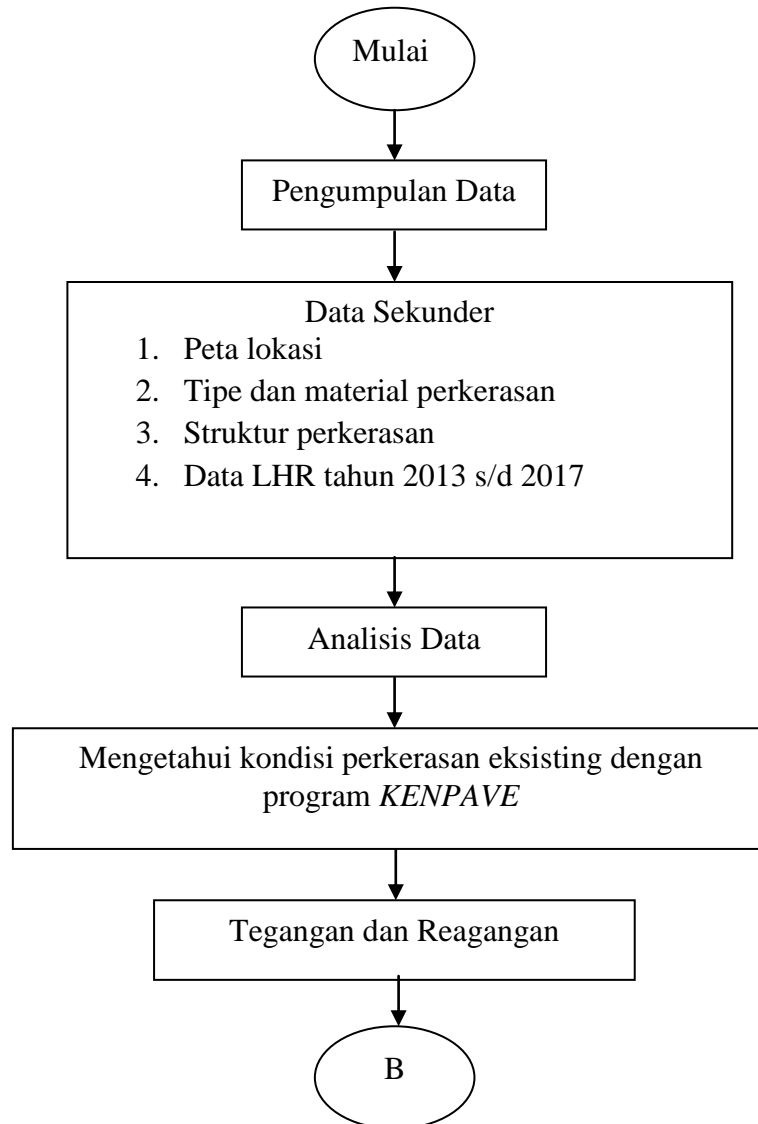 Mulai
Pengumpulan Data
Data Sekunder
1. Peta lokasi
2. Tipe dan material perkerasan
3. Struktur perkerasan
4. Data LHR tahun 2013 s/d 2017
Analisis Data
Mengetahui kondisi perkerasan eksisting dengan
program KENPAVE
Tegangan dan Reagangan
B